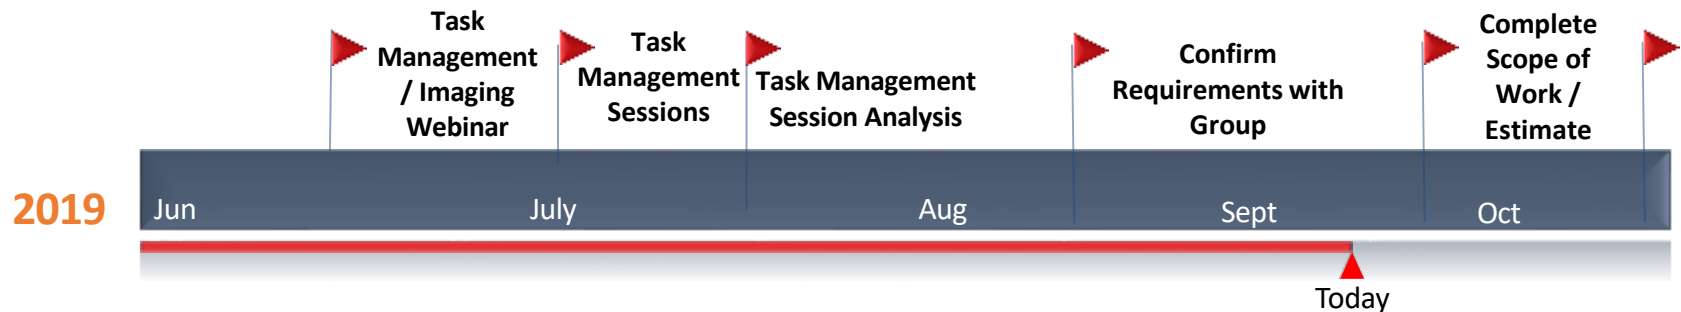 Task
Management
/ Imaging
Webinar
Task
Management
Sessions
Task Management
Session Analysis
Confirm
Requirements with
Group
Complete
Scope of
Work /
Estimate
2019
Jun
July
Aug
Sept
Oct
Today